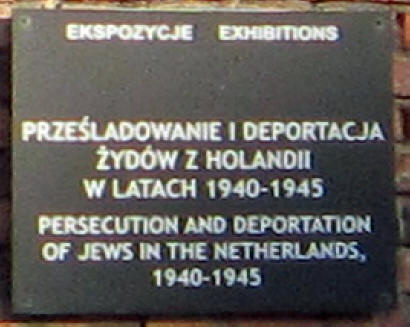 EKSPOZYCJE EXHIBITIONS
PRZEŚLADOWANIE I DEPORTACJA
ŻYDÓW Z HOLANDII
W LATACH 1940-1945
PERSECUTION AND DEPORTATION
OF JEWS IN THE NETHERLANDS,
1940-1945